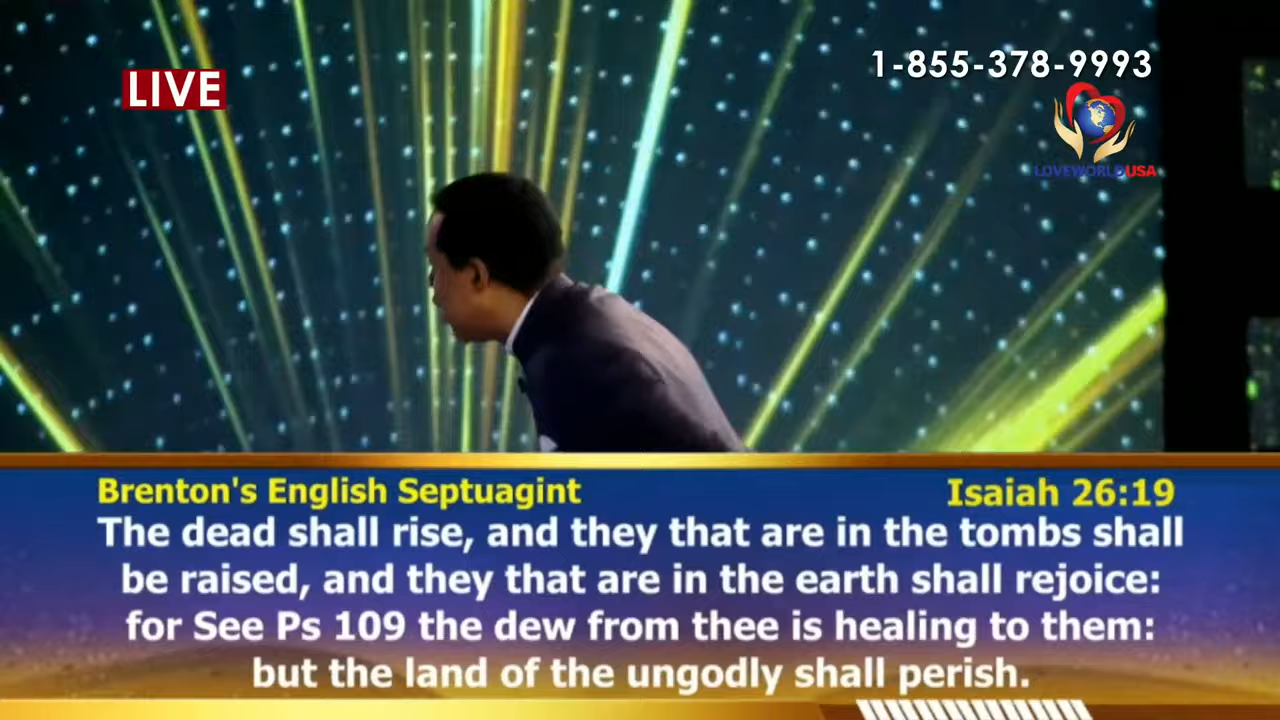 1-855-378-9993
LIVE
LOVEWORLDUSA
Brenton's English Septuagint
Isaiah 26:19
The dead shall rise, and they that are in the tombs shall
be raised, and they that are in the earth shall rejoice:
for See Ps 109 the dew from thee is healing to them:
but the land of the ungodly shall perish.